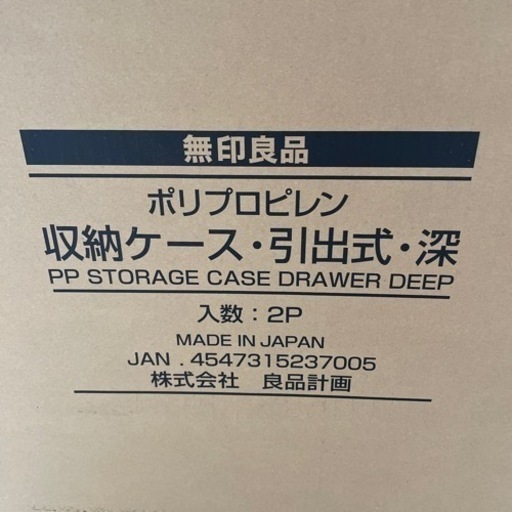 無印良品
ポリプロピレン
収納ケース・引出式・深
PP STORAGE CASE DRAWER DEEP
入数：2P
MADE IN JAPAN
JAN . 4547315237005
株式会社　良品計画